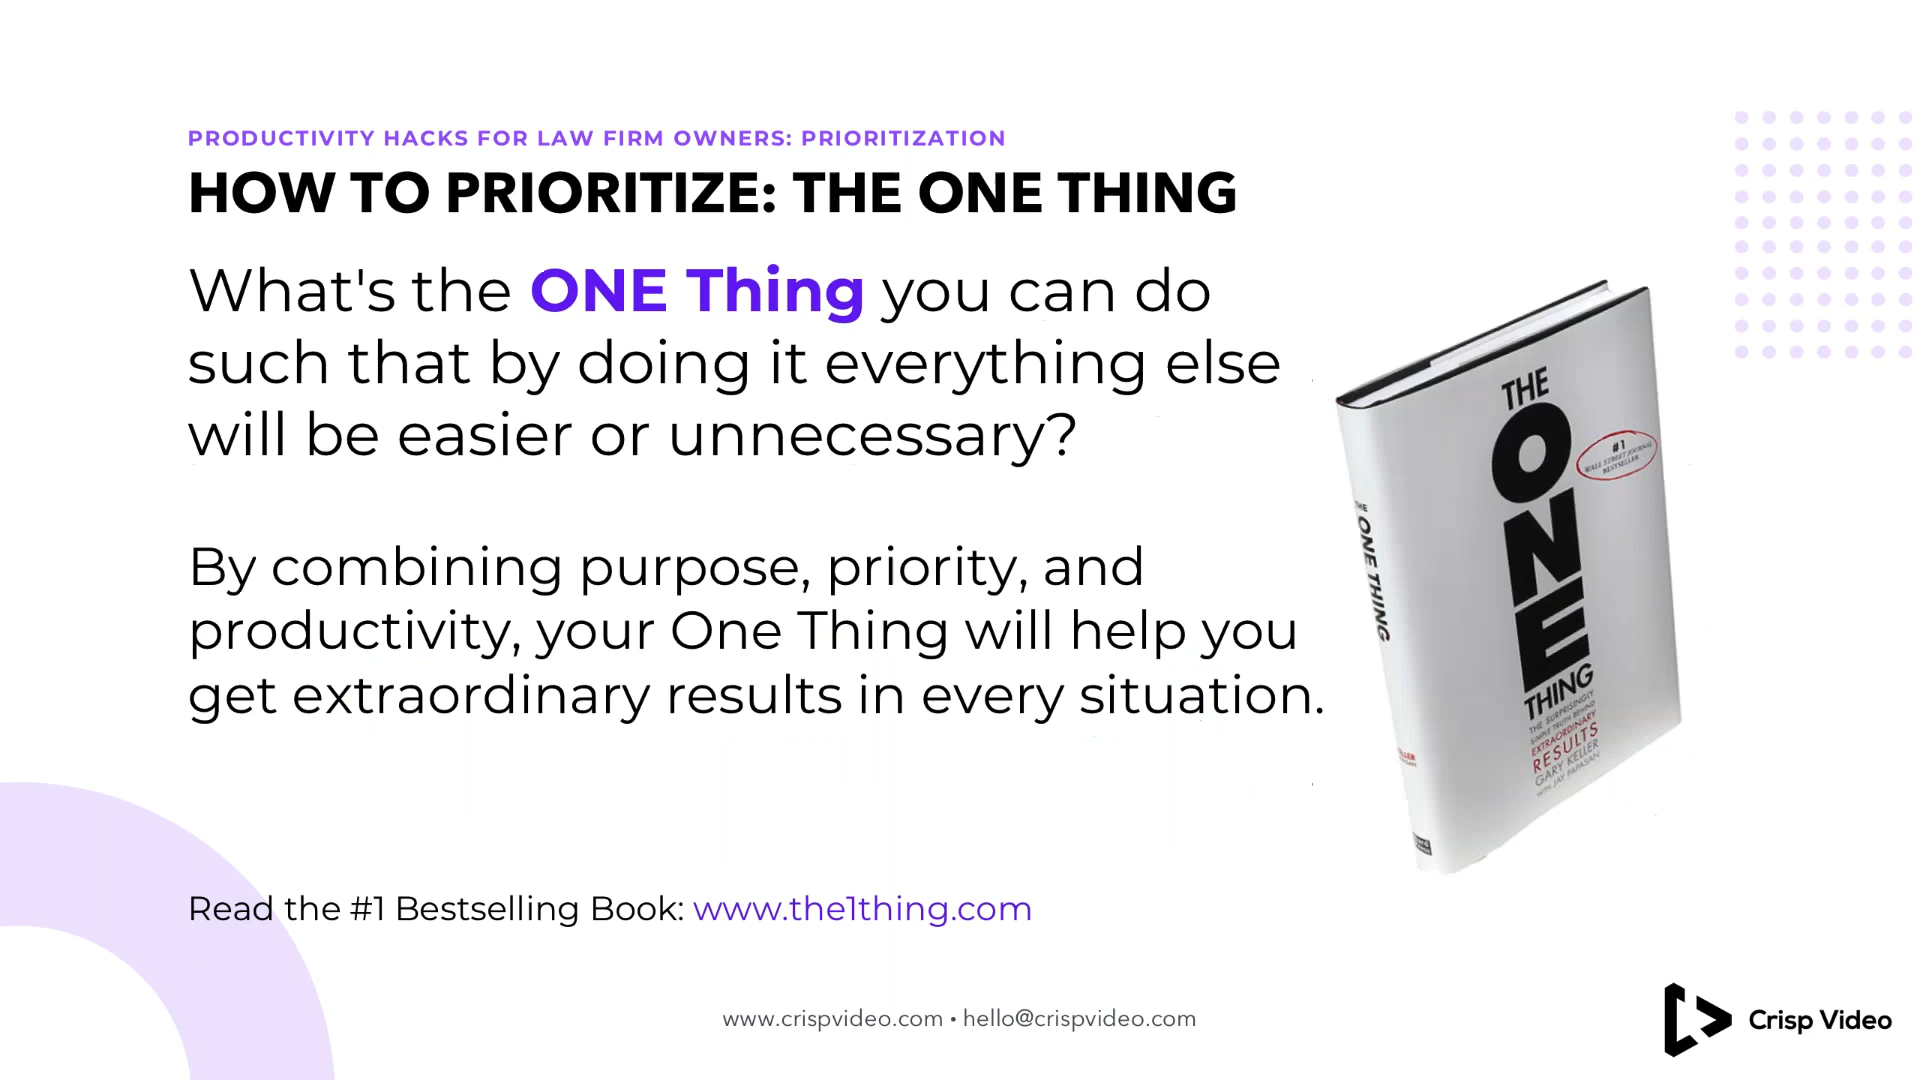 PRODUCTIVITY HACKS FOR LAW FIRM OWNERS: PRIORITIZATION
HOW TO PRIORITIZE: THE ONE THING
What's the ONE Thing you can do
such that by doing it everything else
will be easier or unnecessary?
By combining purpose, priority, and
productivity, your One Thing will help you
get extraordinary results in every situation.
Read the #1 Bestselling Book: www.the1thing.com
THE
ONE
THING
#1
WALL STREET JOURNAL
BESTSELLER
THE SURPRISINGLY
SIMPLE TRUTH BEHIND
EXTRAORDINARY
RESULTS
GARY KELLER
WITH JAY PAPASAN
THE ONE THING
www.crispvideo.com • hello@crispvideo.com
Crisp Video